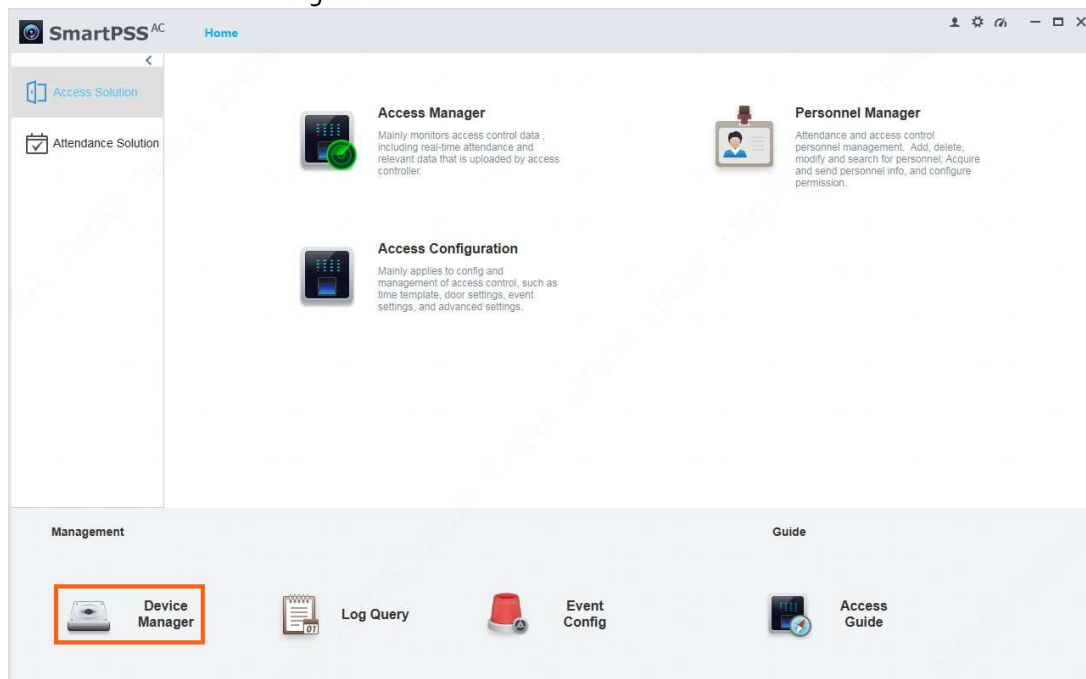 SmartPSS AC
Home
Access Solution
Attendance Solution
Access Manager
Mainly monitors access control data ,
including real-time attendance and
relevant data that is uploaded by access
controller.
Personnel Manager
Attendance and access control
personnel management. Add, delete,
modify and search for personnel; Acquire
and send personnel info, and configure
permission.
Access Configuration
Mainly applies to config and
management of access control, such as
time template, door settings, event
settings, and advanced settings.
Management
Guide
Device
Manager
01
Log Query
Event
Config
Access
Guide